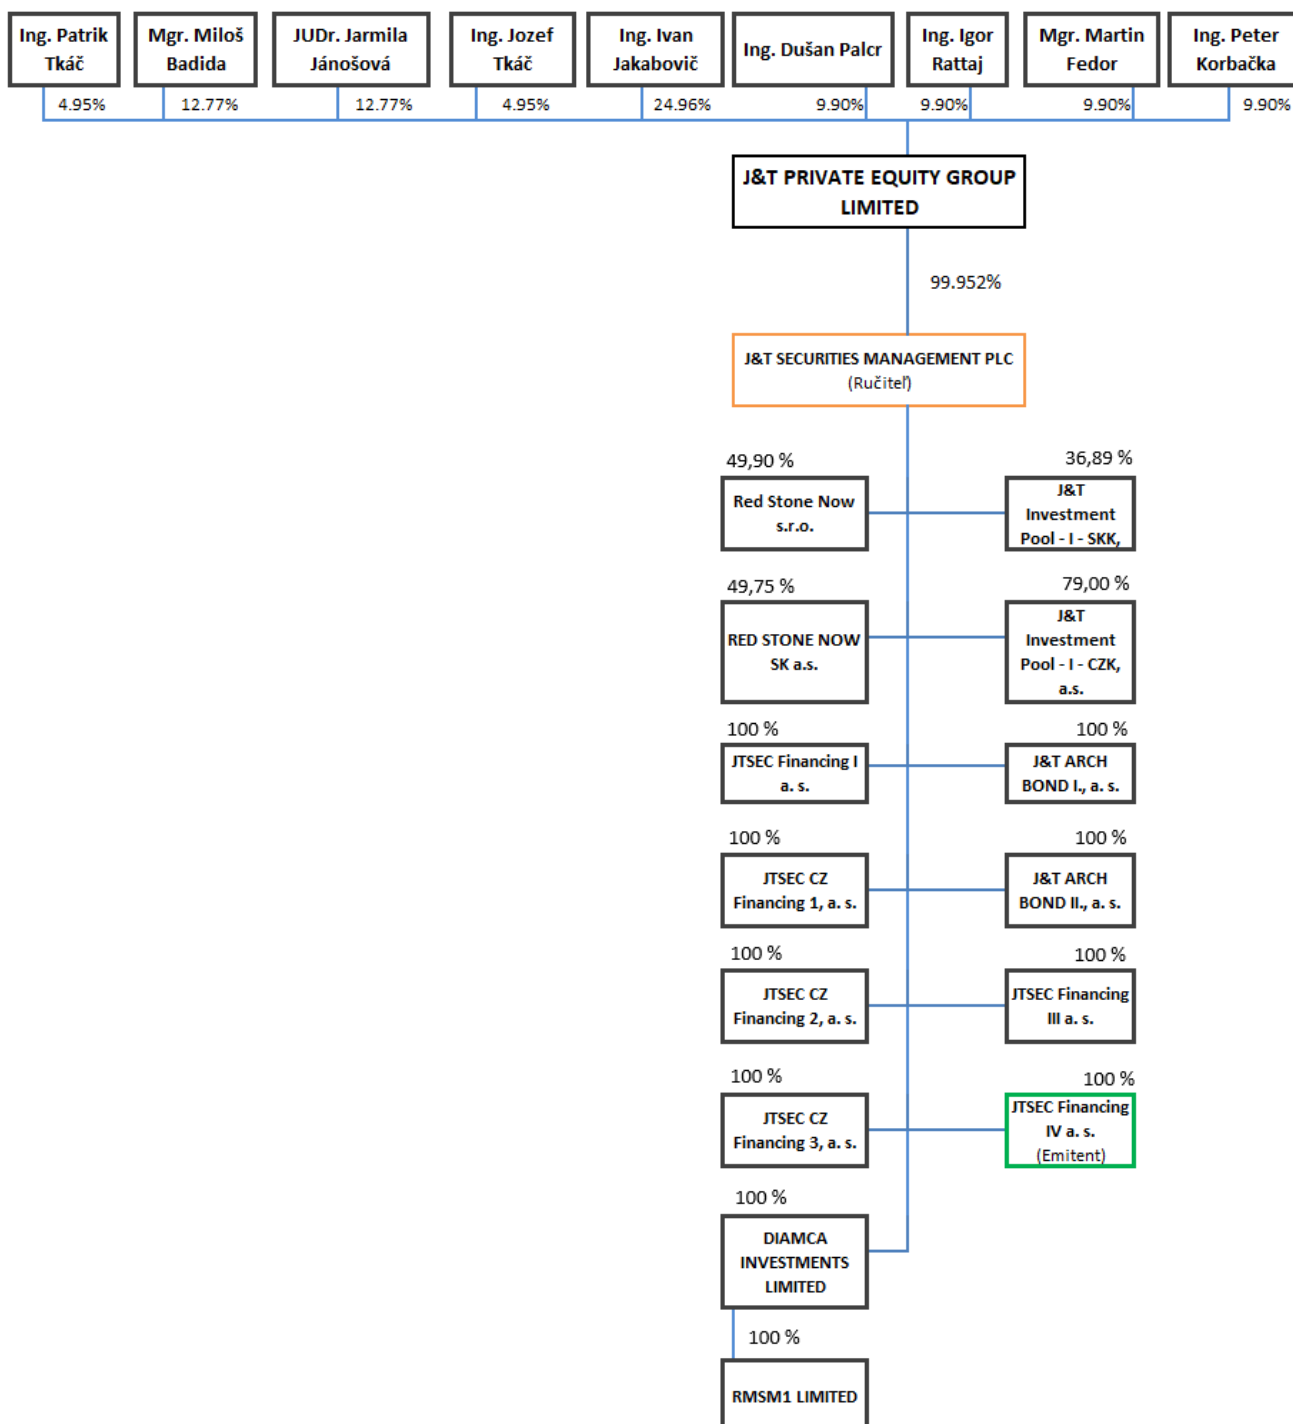 Ing. Patrik
Tkáč
Mgr. Miloš
Badida
JUDr. Jarmila
Jánošová
Ing. Jozef
Tkáč
Ing. Ivan
Jakabovič
Ing. Dušan Palcr
Ing. Igor
Rattaj
Mgr. Martin
Fedor
Ing. Peter
Korbačka
4.95%
12.77%
12.77%
4.95%
24.96%
9.90%
9.90%
9.90%
9.90%
J&T PRIVATE EQUITY GROUP
LIMITED
99.952%
J&T SECURITIES MANAGEMENT PLC
(Ručiteľ)
49,90 %
Red Stone Now
s.r.o.
36,89 %
J&T
Investment
Pool - I - SKK,
49,75 %
RED STONE NOW
SK a.s.
79,00 %
J&T
Investment
Pool - I - CZK,
a.s.
100 %
JTSEC Financing I
a. s.
100 %
J&T ARCH
BOND I., a. s.
100 %
JTSEC CZ
Financing 1, a. s.
100 %
J&T ARCH
BOND II., a. s.
100 %
JTSEC CZ
Financing 2, a. s.
100 %
JTSEC Financing
III a. s.
100 %
JTSEC CZ
Financing 3, a. s.
100 %
JTSEC Financing
IV a. s.
(Emitent)
100 %
DIAMCA
INVESTMENTS
LIMITED
100 %
RMSM1 LIMITED